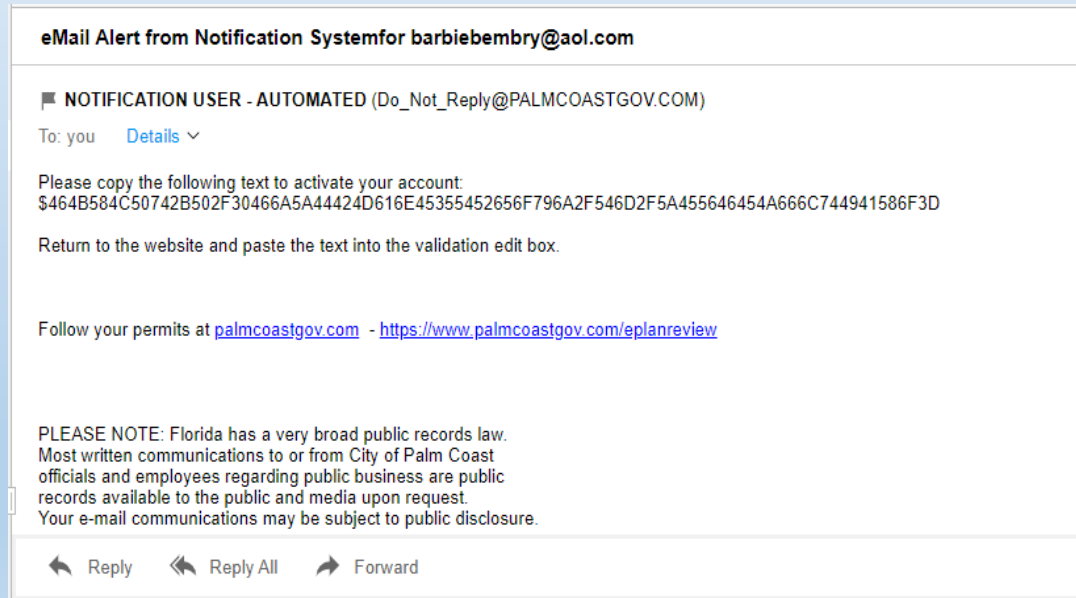 eMail Alert from Notification Systemfor barbiebembry@aol.com
NOTIFICATION USER - AUTOMATED (Do_Not_Reply@PALMCOASTGOV.COM)
To: you Details
Please copy the following text to activate your account:
$464B584C50742B502F30466A5A44424D616E45355452656F796A2F546D2F5A455646454A666C744941586F3D
Return to the website and paste the text into the validation edit box.
Follow your permits at palmcoastgov.com - https://www.palmcoastgov.com/eplanreview
PLEASE NOTE: Florida has a very broad public records law.
Most written communications to or from City of Palm Coast
officials and employees regarding public business are public
records available to the public and media upon request.
Your e-mail communications may be subject to public disclosure.
Reply Reply All Forward